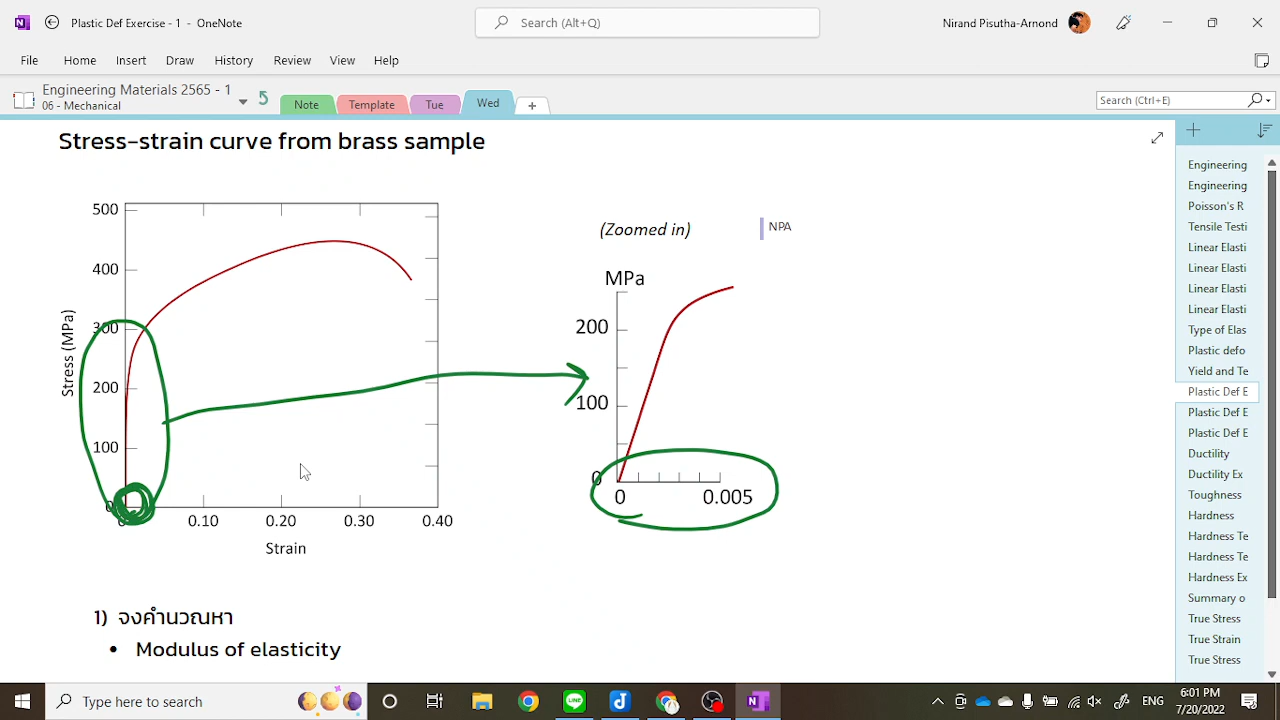 Plastic Def Exercise - 1 - OneNote
Search (Alt+Q)
Nirand Pisutha-Arnond
File Home Insert Draw History Review View Help
Engineering Materials 2565 - 1
06 - Mechanical
Note Template Tue Wed
Search (Ctrl+E)
Stress-strain curve from brass sample
500
400
300
200
100
0
0.10 0.20 0.30 0.40
Strain
Stress (MPa)
(Zoomed in)
NPA
MPa
200
100
0
0 0.005
1) จงคำนวณหา
• Modulus of elasticity
Engineering
Engineering
Poisson's R
Tensile Testi
Linear Elasti
Linear Elasti
Linear Elasti
Linear Elasti
Type of Elas
Plastic defo
Yield and Te
Plastic Def E
Plastic Def E
Plastic Def E
Ductility
Ductility Ex
Toughness
Hardness
Hardness Te
Hardness Te
Hardness Ex
Summary o
True Stress
True Strain
True Stress
Type here to search
ENG
6:01 PM
7/20/2022